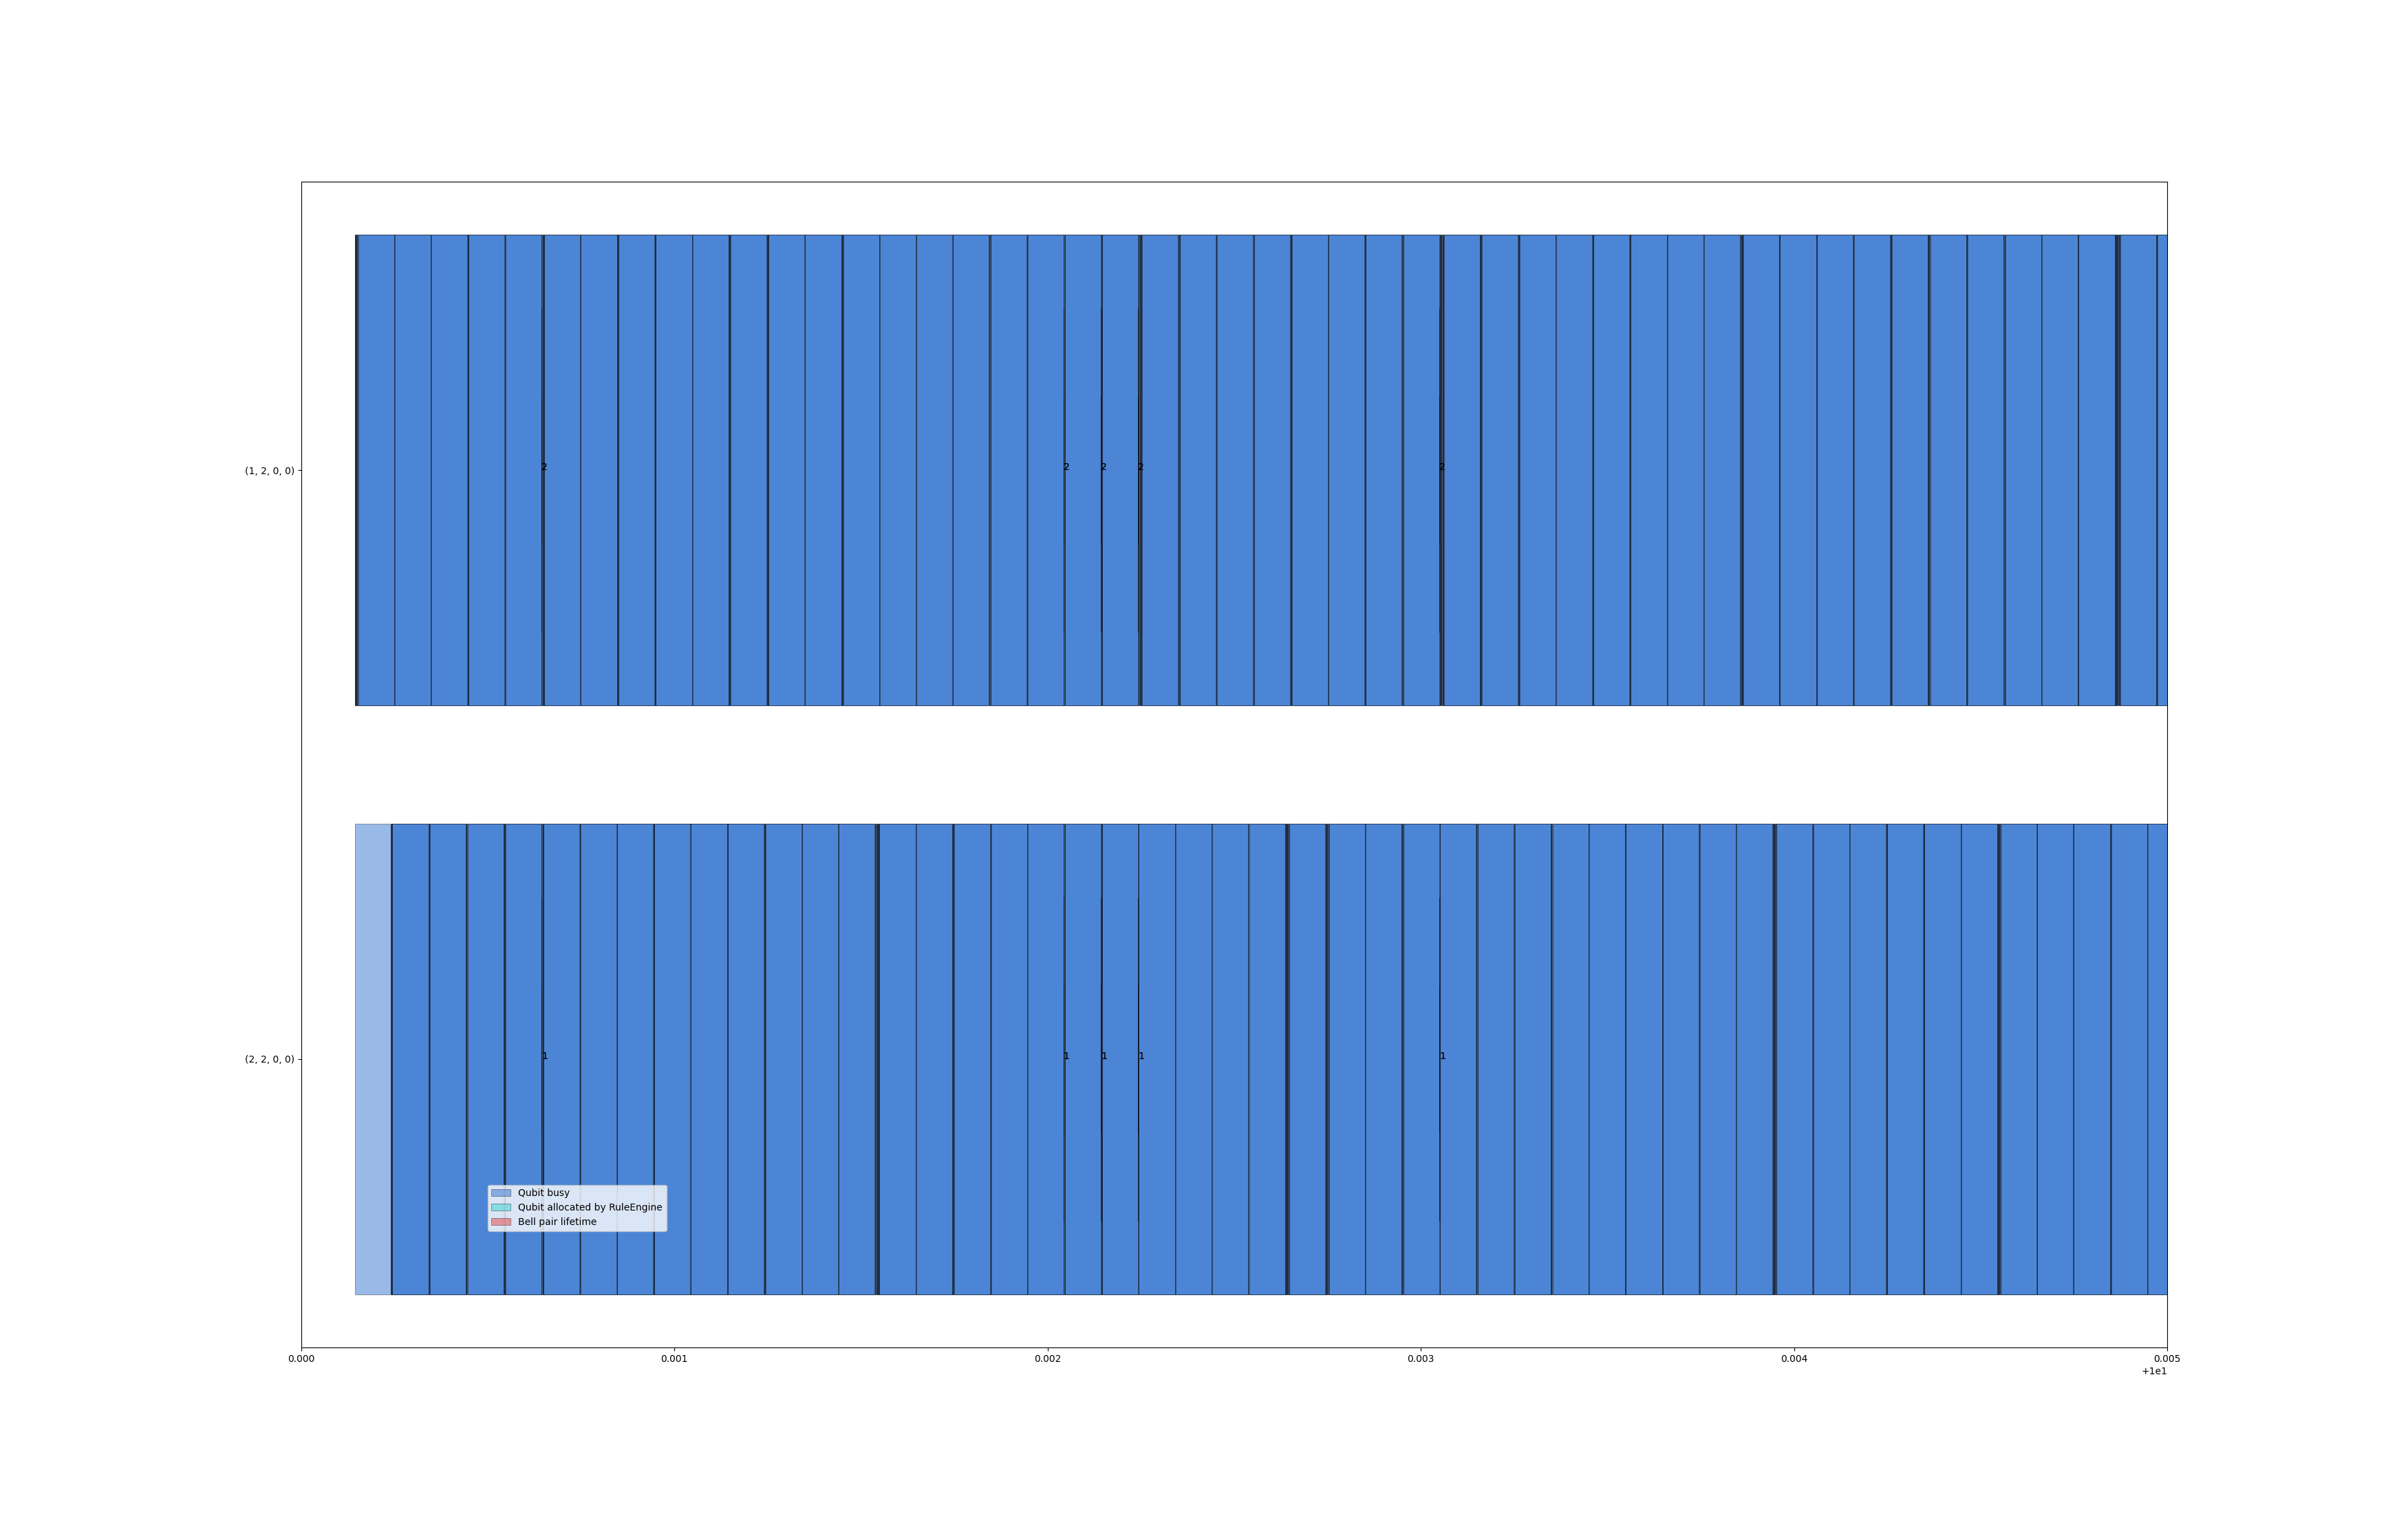 (1, 2, 0, 0)
2 2 2 2 2
(2, 2, 0, 0)
1 1 1 1 1
Qubit busy
Qubit allocated by RuleEngine
Bell pair lifetime
0.000 0.001 0.002 0.003 0.004 0.005
+1e1